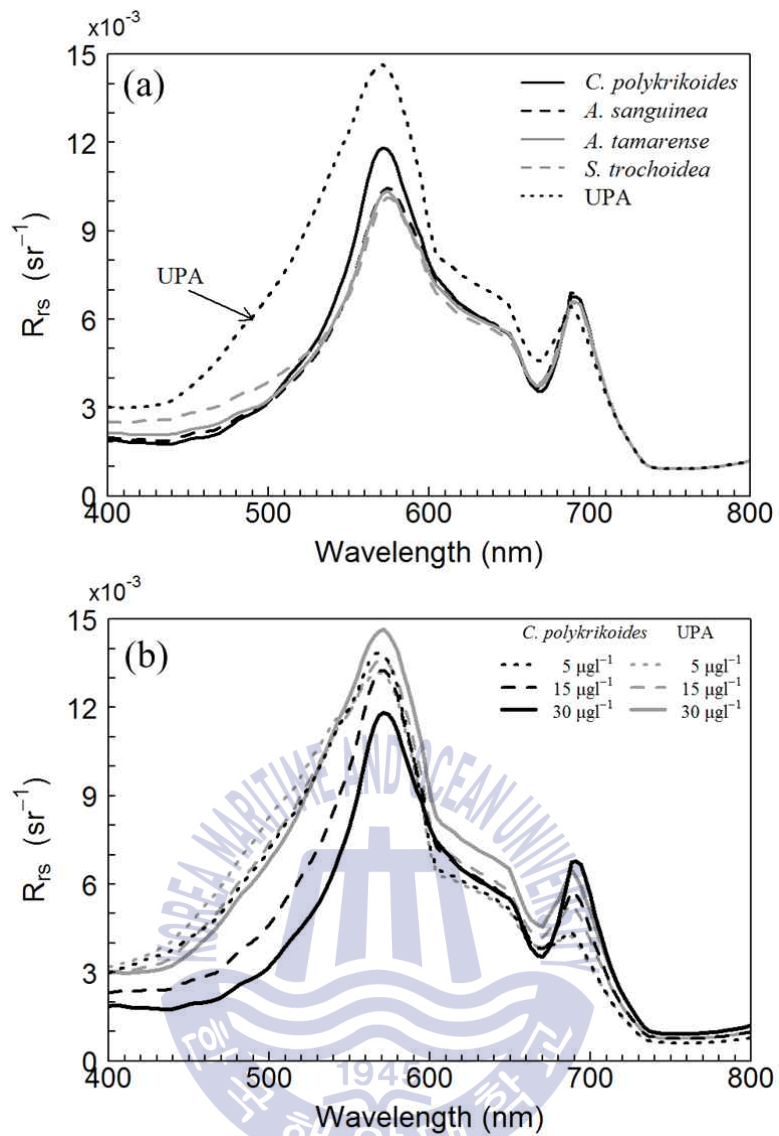 x10⁻³
15
12
9
6
3
0
Rrs (sr⁻¹)
(a)
C. polykrikoides
A. sanguinea
A. tamarense
S. trochoidea
UPA
UPA
400 500 600 700 800
Wavelength (nm)
x10⁻³
15
12
9
6
3
0
Rrs (sr⁻¹)
(b)
C. polykrikoides UPA
5 µgl⁻¹ 5 µgl⁻¹
15 µgl⁻¹ 15 µgl⁻¹
30 µgl⁻¹ 30 µgl⁻¹
KOREA MARITIME AND OCEAN UNIVERSITY
1945
400 500 600 700 800
Wavelength (nm)